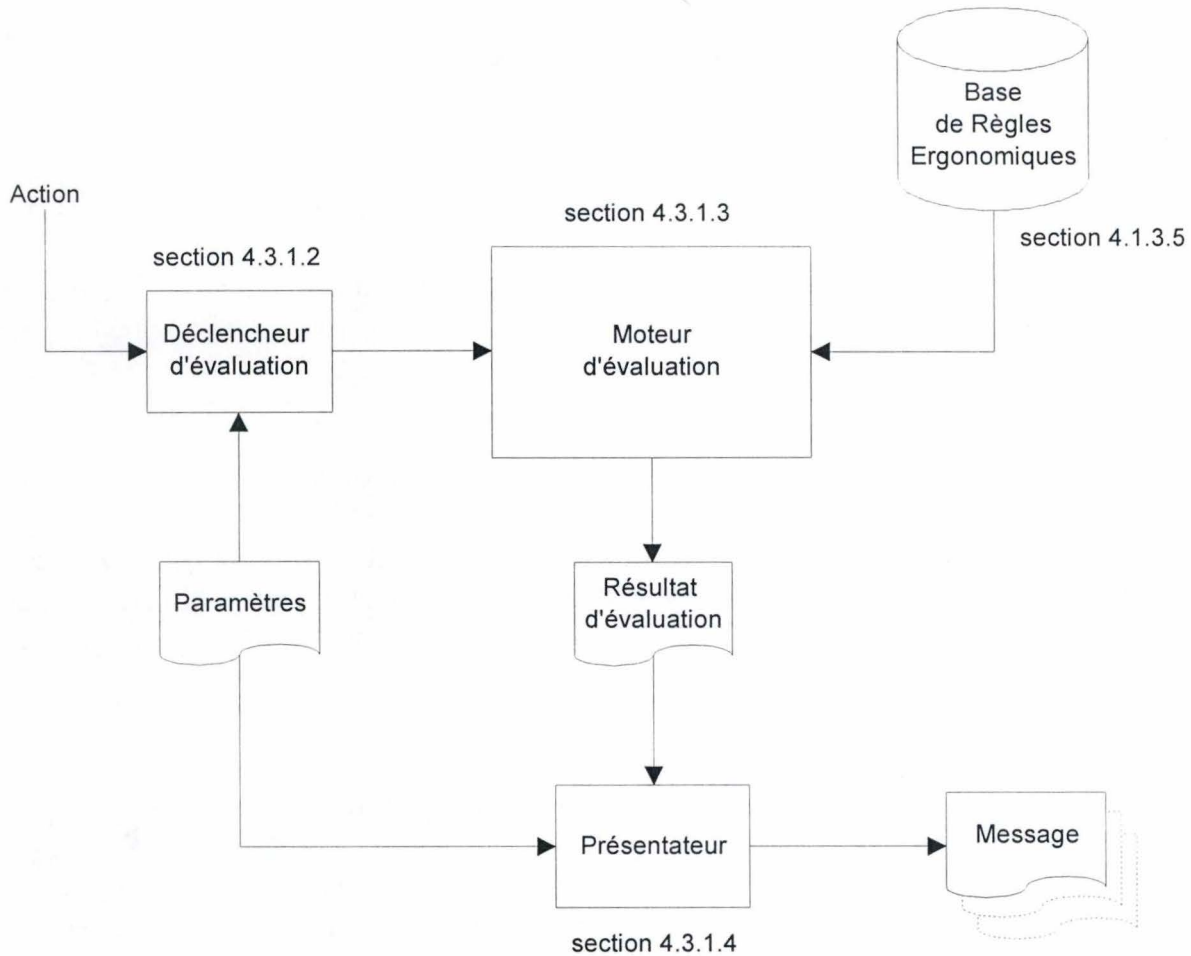 Base
de Règles
Ergonomiques
Action
section 4.3.1.3
section 4.1.3.5
section 4.3.1.2
Déclencheur
d'évaluation
Moteur
d'évaluation
Paramètres
Résultat
d'évaluation
Présentateur
Message
section 4.3.1.4